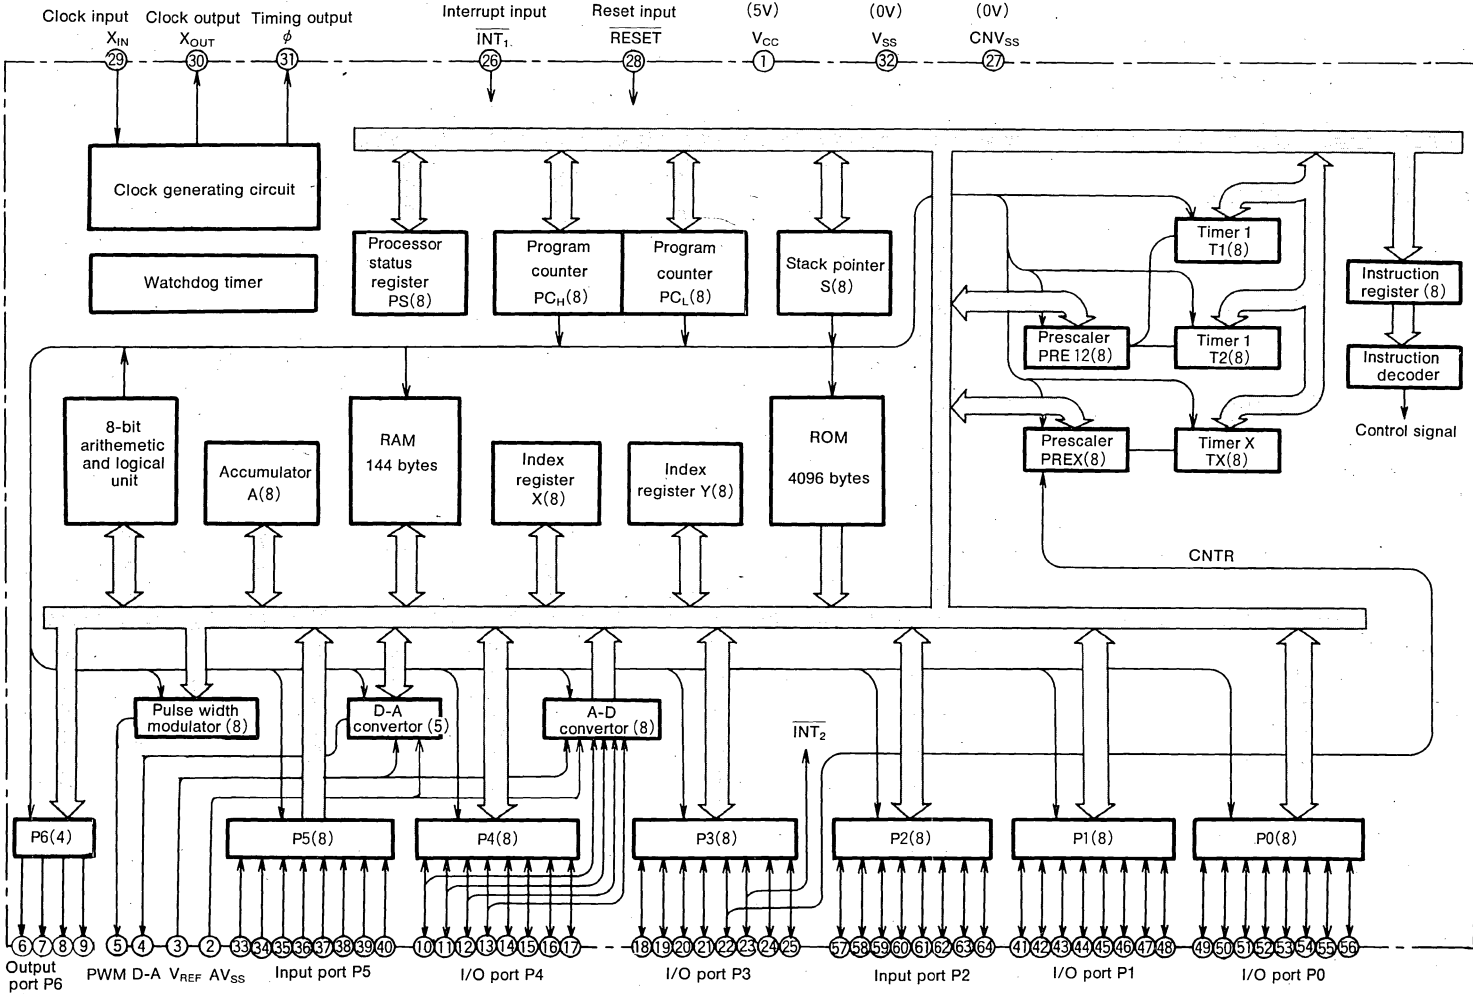 Clock input
Clock output
Timing output
Interrupt input
Reset input
(5V)
(0V)
(0V)
XIN
XOUT
φ
INT1
RESET
VCC
VSS
CNVSS
29
30
31
26
28
1
32
27
Clock generating circuit
Watchdog timer
Processor
status
register
PS(8)
Program
counter
PCH(8)
Program
counter
PCL(8)
Stack pointer
S(8)
Timer 1
T1(8)
Instruction
register (8)
Prescaler
PRE 12(8)
Timer 1
T2(8)
Instruction
decoder
Control signal
Prescaler
PREX(8)
Timer X
TX(8)
8-bit
arithemetic
and logical
unit
Accumulator
A(8)
RAM
144 bytes
Index
register
X(8)
Index
register Y(8)
ROM
4096 bytes
CNTR
Pulse width
modulator (8)
D-A
convertor (5)
A-D
convertor (8)
INT2
P6(4)
P5(8)
P4(8)
P3(8)
P2(8)
P1(8)
P0(8)
6 7 8 9 5 4 3 2 33 34 35 36 37 38 39 40 10 11 12 13 14 15 16 17 18 19 20 21 22 23 24 25 57 58 59 60 61 62 63 64 41 42 43 44 45 46 47 48 49 50 51 52 53 54 55 56
Output
port P6
PWM D-A VREF AVSS
Input port P5
I/O port P4
I/O port P3
Input port P2
I/O port P1
I/O port P0